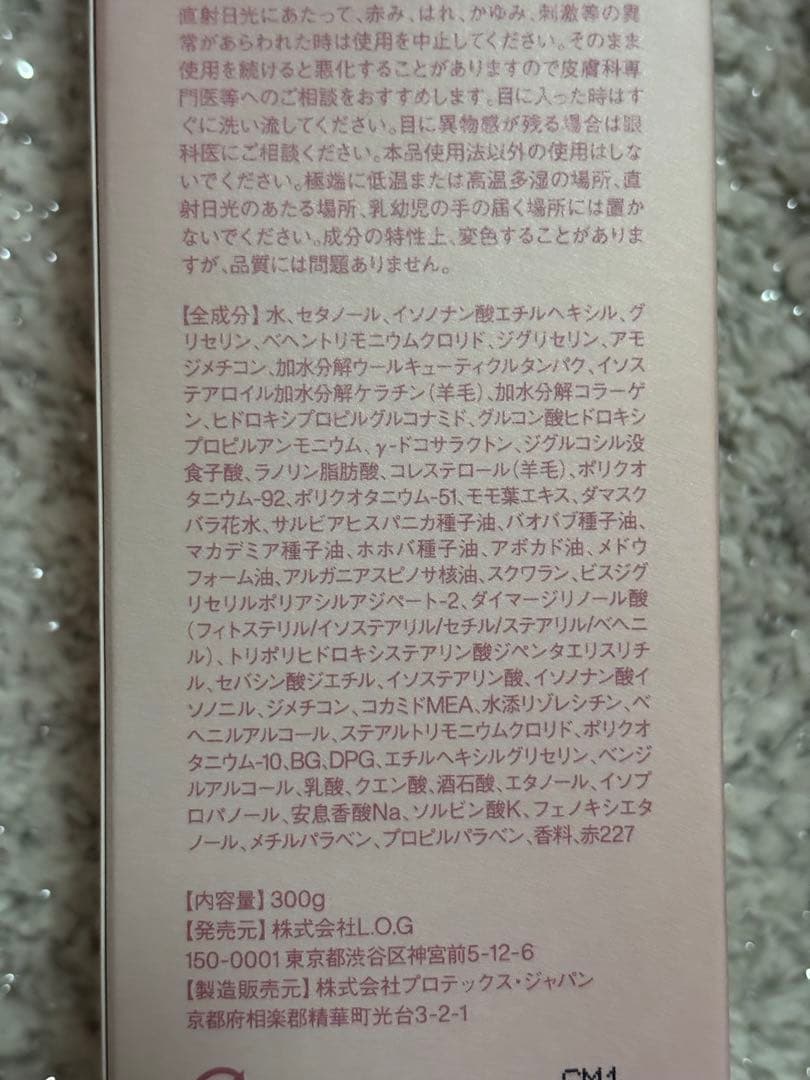 直射日光にあたって、赤み、はれ、かゆみ、刺激等の異
常があらわれた時は使用を中止してください。そのまま
使用を続けると悪化することがありますので皮膚科専
門医等へのご相談をおすすめします。目に入った時はす
ぐに洗い流してください。目に異物感が残る場合は眼
科医にご相談ください。本品使用法以外の使用はしな
いでください。極端に低温または高温多湿の場所、直
射日光のあたる場所、乳幼児の手の届く場所には置か
ないでください。成分の特性上、変色することがありま
すが、品質には問題ありません。
【全成分】水、セタノール、イソノナン酸エチルヘキシル、グ
リセリン、ベヘントリモニウムクロリド、ジグリセリン、アモ
ジメチコン、加水分解ウールキューティクルタンパク、イソス
テアロイル加水分解ケラチン(羊毛)、加水分解コラーゲ
ン、ヒドロキシプロピルグルコナミド、グルコン酸ヒドロキシ
プロピルアンモニウム、γ-ドコサラクトン、ジグルコシル没
食子酸、ラノリン脂肪酸、コレステロール(羊毛)、ポリクオ
タニウム-92、ポリクオタニウム-51、モモ葉エキス、ダマスク
バラ花水、サルビアヒスパニカ種子油、バオバブ種子油、
マカデミア種子油、ホホバ種子油、アボカド油、メドウ
フォーム油、アルガニアスピノサ核油、スクワラン、ビスジグ
リセリルポリアシルアジペート-2、ダイマージリノール酸
(フィトステリル/イソステアリル/セチル/ステアリル/ベヘニ
ル)、トリポリヒドロキシステアリン酸ジペンタエリスリチ
ル、セバシン酸ジエチル、イソステアリン酸、イソノナン酸イ
ソノニル、ジメチコン、コカミドMEA、水添リゾレシチン、ベ
ヘニルアルコール、ステアルトリモニウムクロリド、ポリクオ
タニウム-10、BG、DPG、エチルヘキシルグリセリン、ベンジ
ルアルコール、乳酸、クエン酸、酒石酸、エタノール、イソプ
ロパノール、安息香酸Na、ソルビン酸K、フェノキシエタ
ノール、メチルパラベン、プロピルパラベン、香料、赤227
【内容量】300g
【発売元】株式会社L.O.G
150-0001 東京都渋谷区神宮前5-12-6
【製造販売元】株式会社プロテックス・ジャパン
京都府相楽郡精華町光台3-2-1